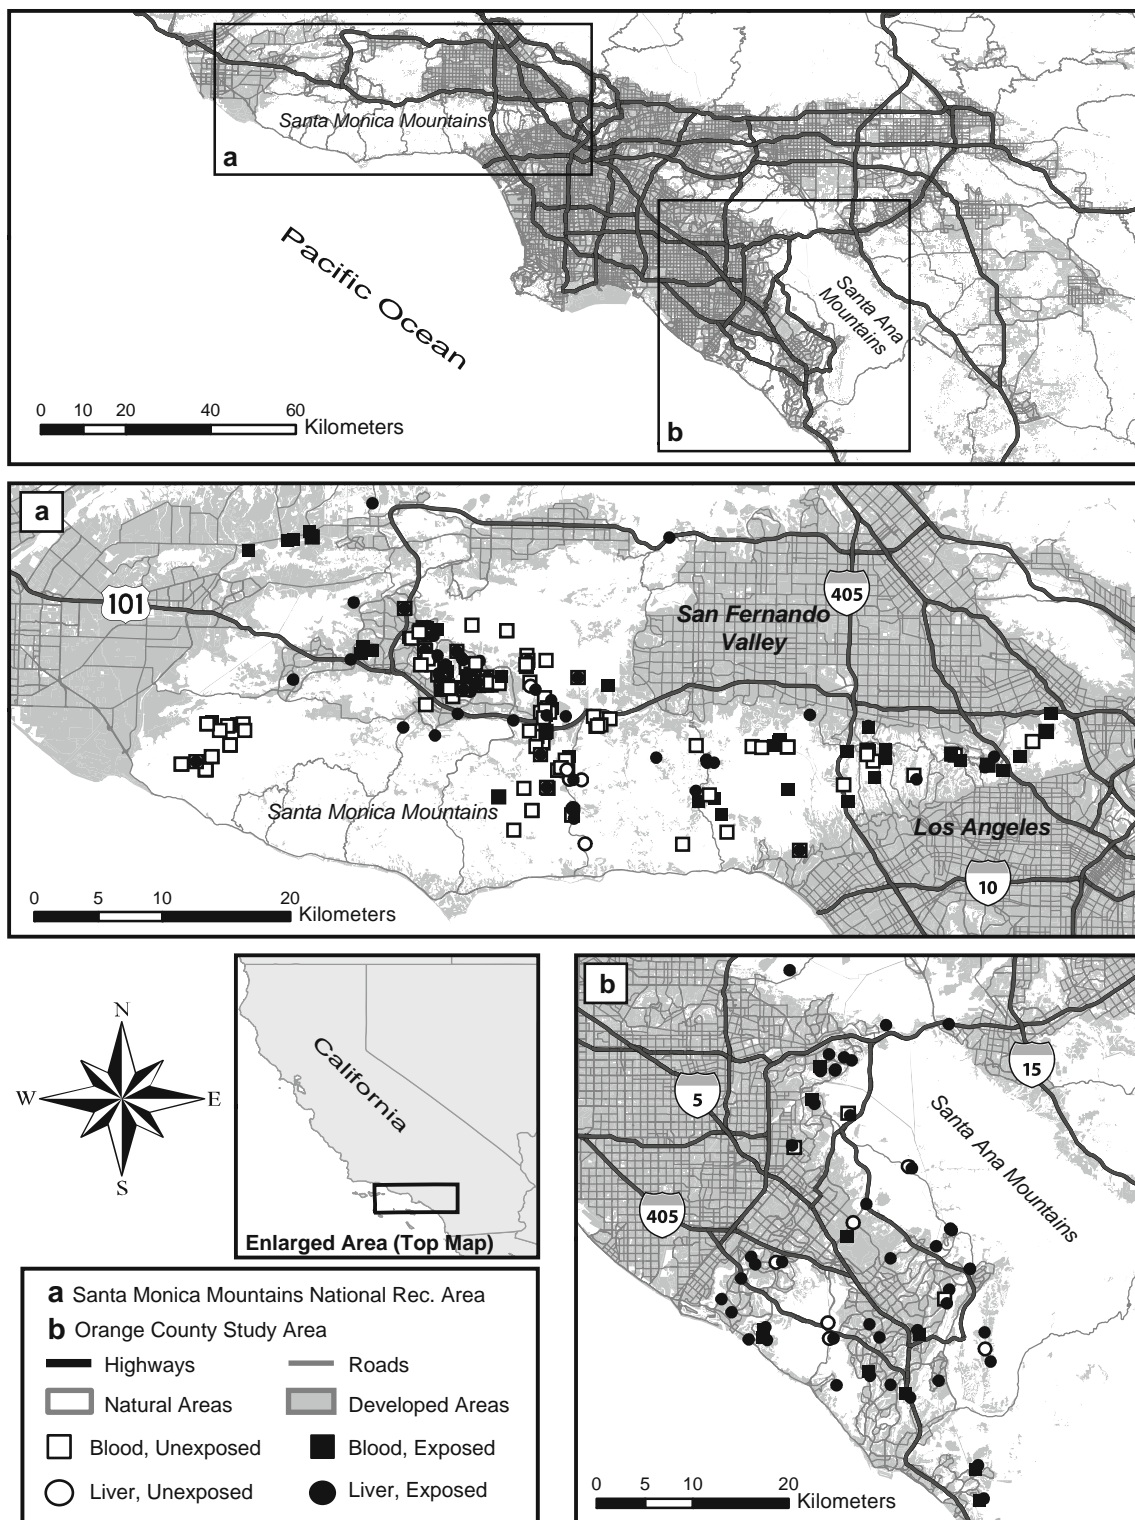 Santa Monica Mountains
a
Pacific Ocean
Santa Ana
Mountains
b
0 10 20 40 60
Kilometers
a
101
405
San Fernando
Valley
Santa Monica Mountains
Los Angeles
10
0 5 10 20
Kilometers
N
W E
S
California
Enlarged Area (Top Map)
b
15
5
Santa Ana Mountains
405
0 5 10 20
Kilometers
a Santa Monica Mountains National Rec. Area
b Orange County Study Area
Highways Roads
Natural Areas Developed Areas
Blood, Unexposed Blood, Exposed
Liver, Unexposed Liver, Exposed